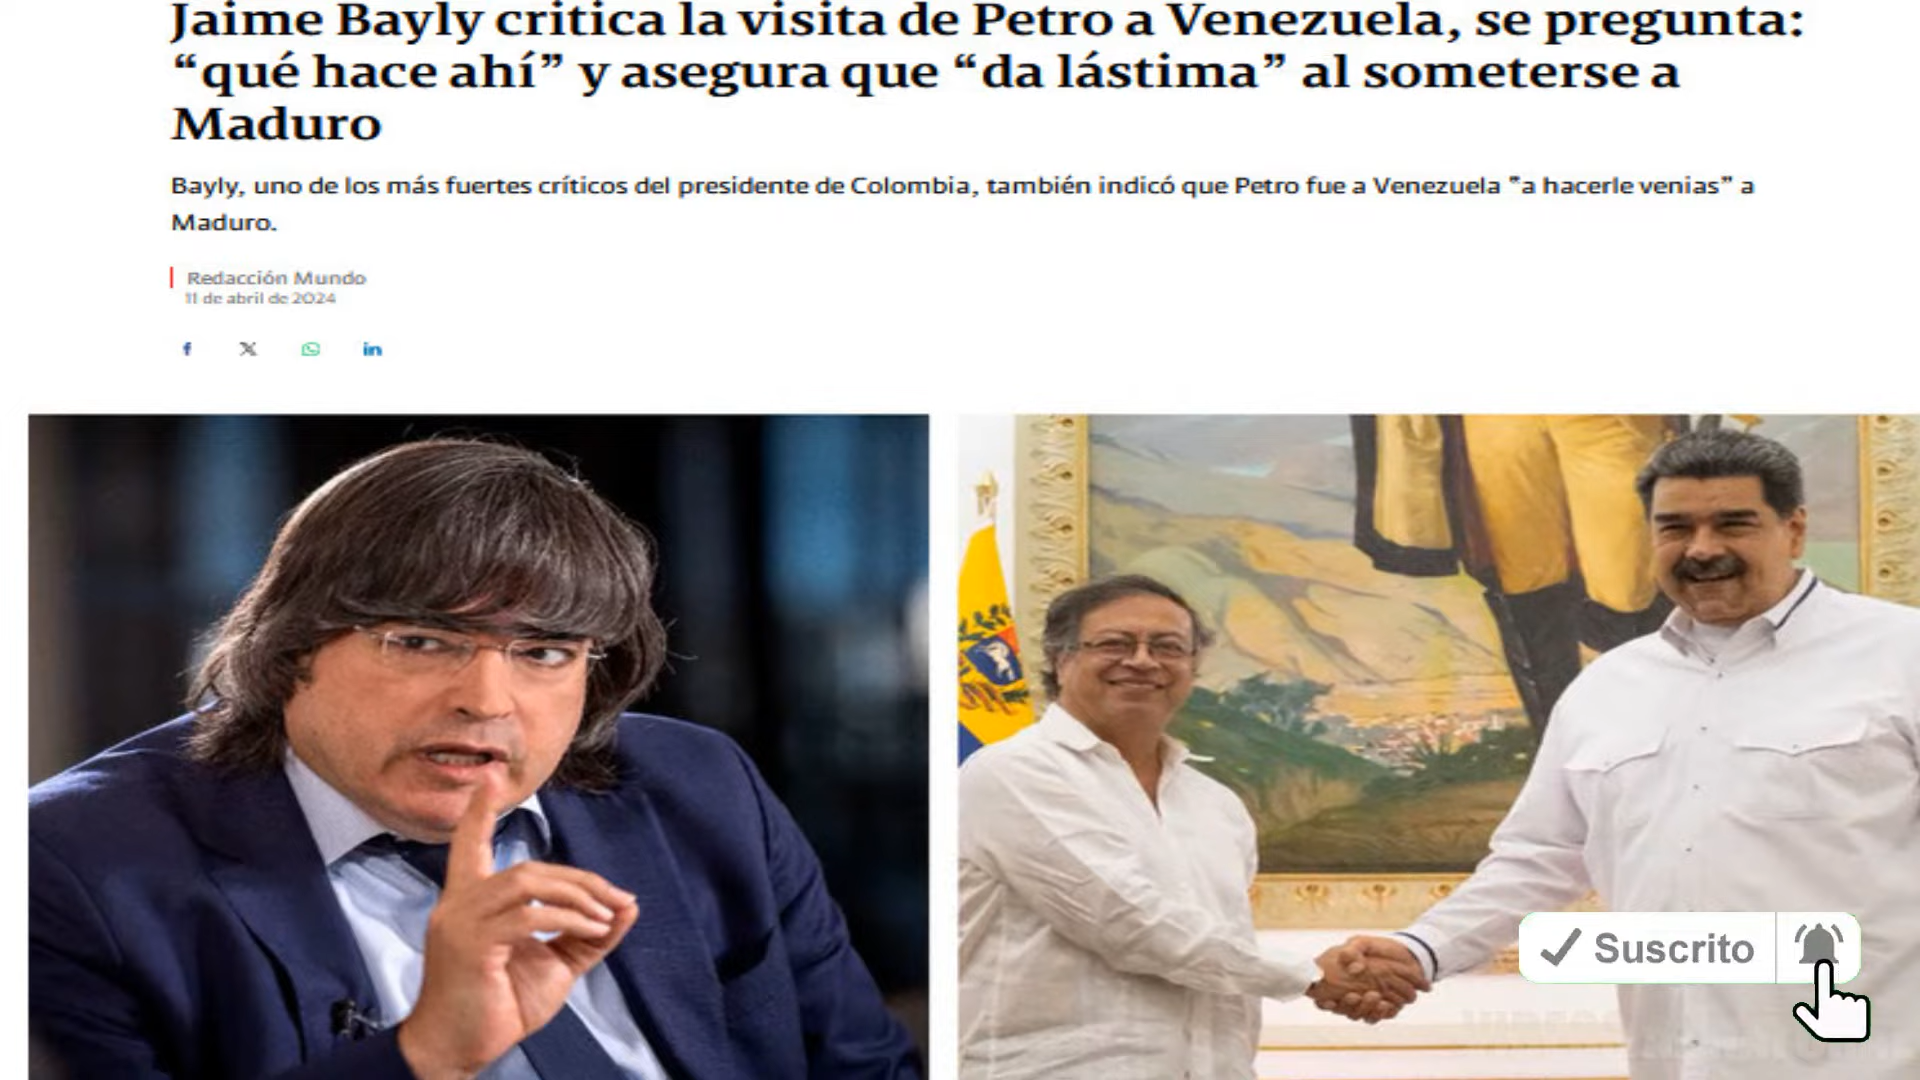 Jaime Bayly critica la visita de Petro a Venezuela, se pregunta:
“qué hace ahí” y asegura que “da lástima” al someterse a
Maduro
Bayly, uno de los más fuertes críticos del presidente de Colombia, también indicó que Petro fue a Venezuela “a hacerle venias” a
Maduro.
Redacción Mundo
11 de abril de 2024
Suscrito